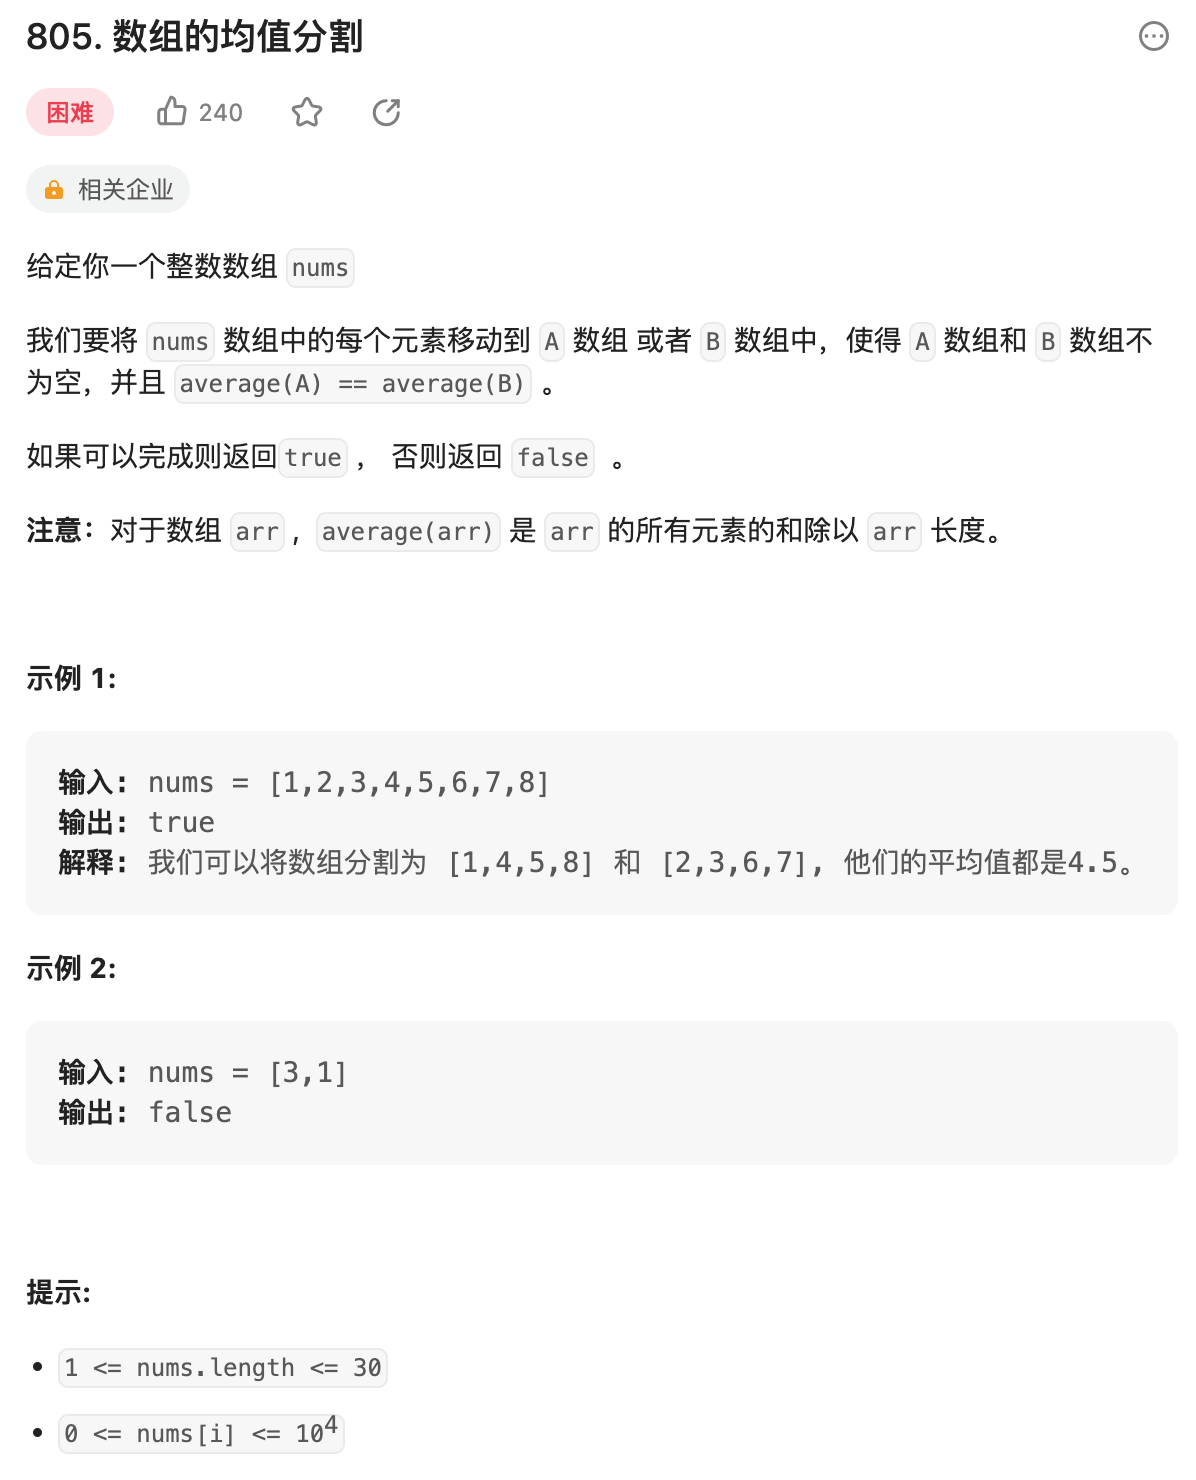 805. 数组的均值分割
困难 240
相关企业
给定你一个整数数组 nums
我们要将 nums 数组中的每个元素移动到 A 数组 或者 B 数组中，使得 A 数组和 B 数组不
为空，并且 average(A) == average(B) 。
如果可以完成则返回true ， 否则返回 false 。
注意：对于数组 arr ,  average(arr) 是 arr 的所有元素的和除以 arr 长度。
示例 1:
输入: nums = [1,2,3,4,5,6,7,8]
输出: true
解释: 我们可以将数组分割为 [1,4,5,8] 和 [2,3,6,7], 他们的平均值都是4.5。
示例 2:
输入: nums = [3,1]
输出: false
提示:
• 1 <= nums.length <= 30
• 0 <= nums[i] <= 10⁴